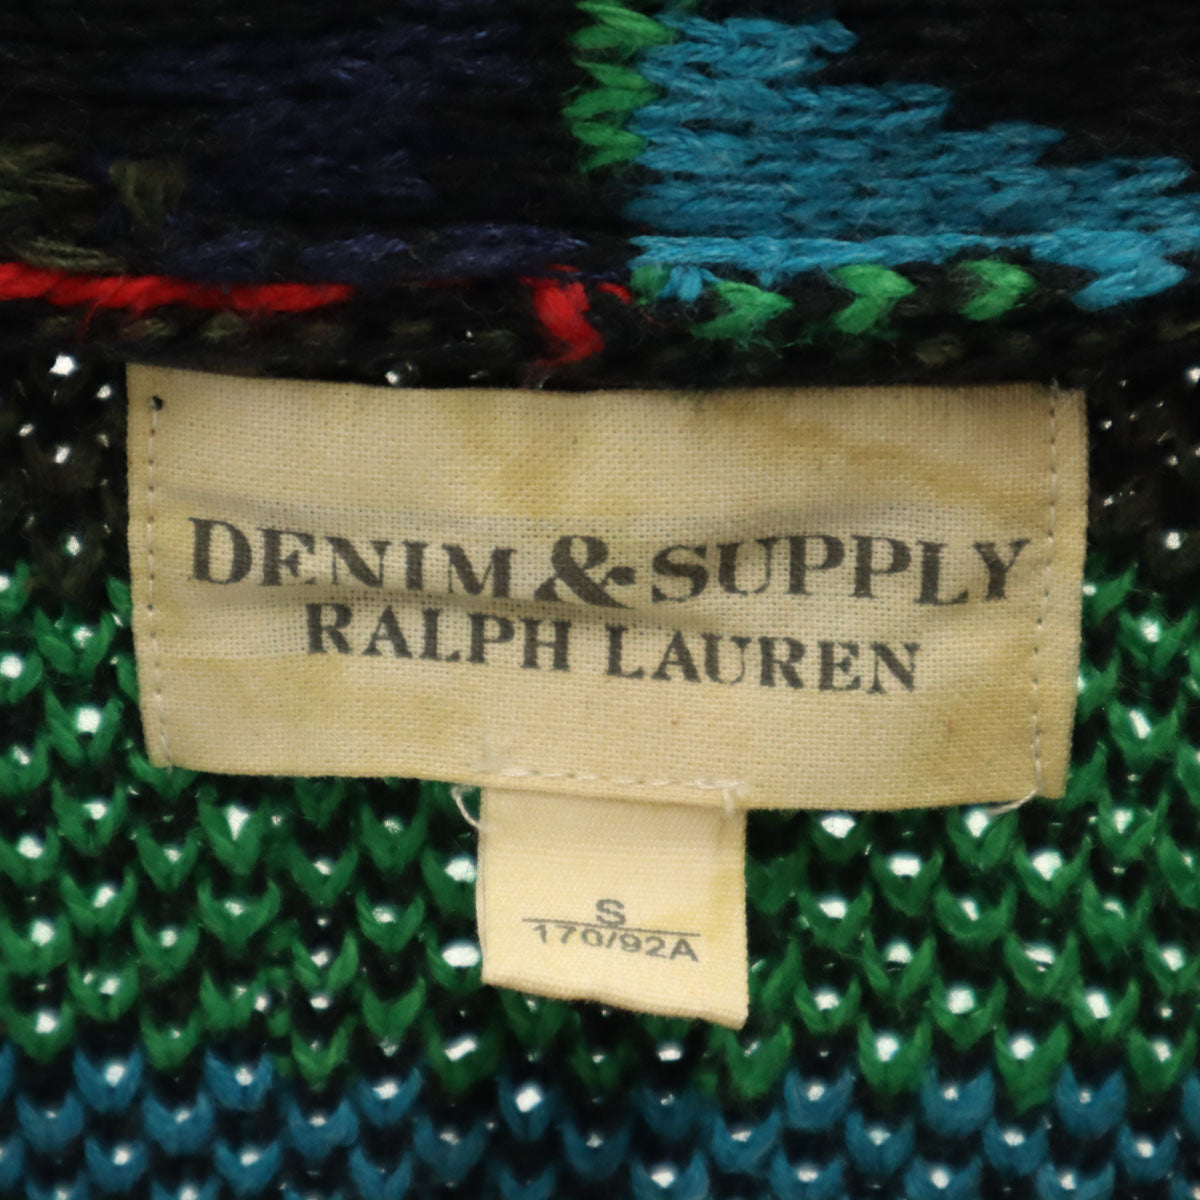 DENIM & SUPPLY
RALPH LAUREN
S
170/92A